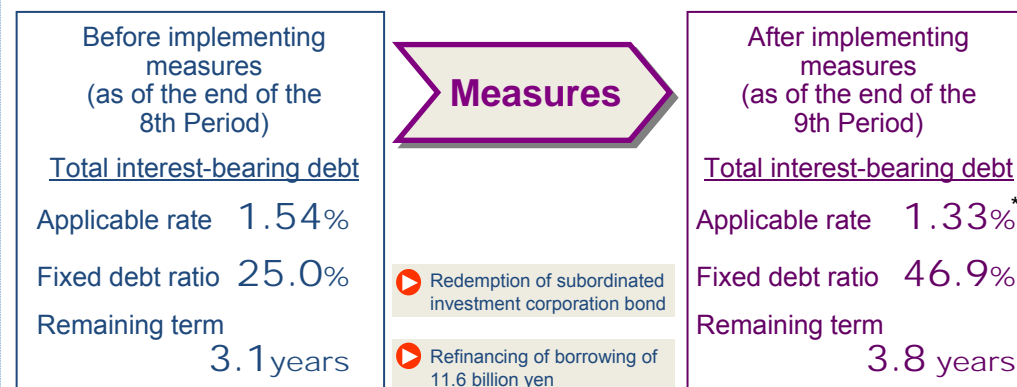 Before implementing
measures
(as of the end of the
8th Period)
Total interest-bearing debt
Applicable rate 1.54%
Fixed debt ratio 25.0%
Remaining term
3.1years
Measures
Redemption of subordinated
investment corporation bond
Refinancing of borrowing of
11.6 billion yen
After implementing
measures
(as of the end of the
9th Period)
Total interest-bearing debt
Applicable rate 1.33%*
Fixed debt ratio 46.9%
Remaining term
3.8 years